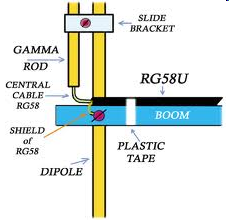 SLIDE
BRACKET
GAMMA
ROD
RG58U
CENTRAL
CABLE
RG58
BOOM
SHIELD
of
RG58
PLASTIC
TAPE
DIPOLE